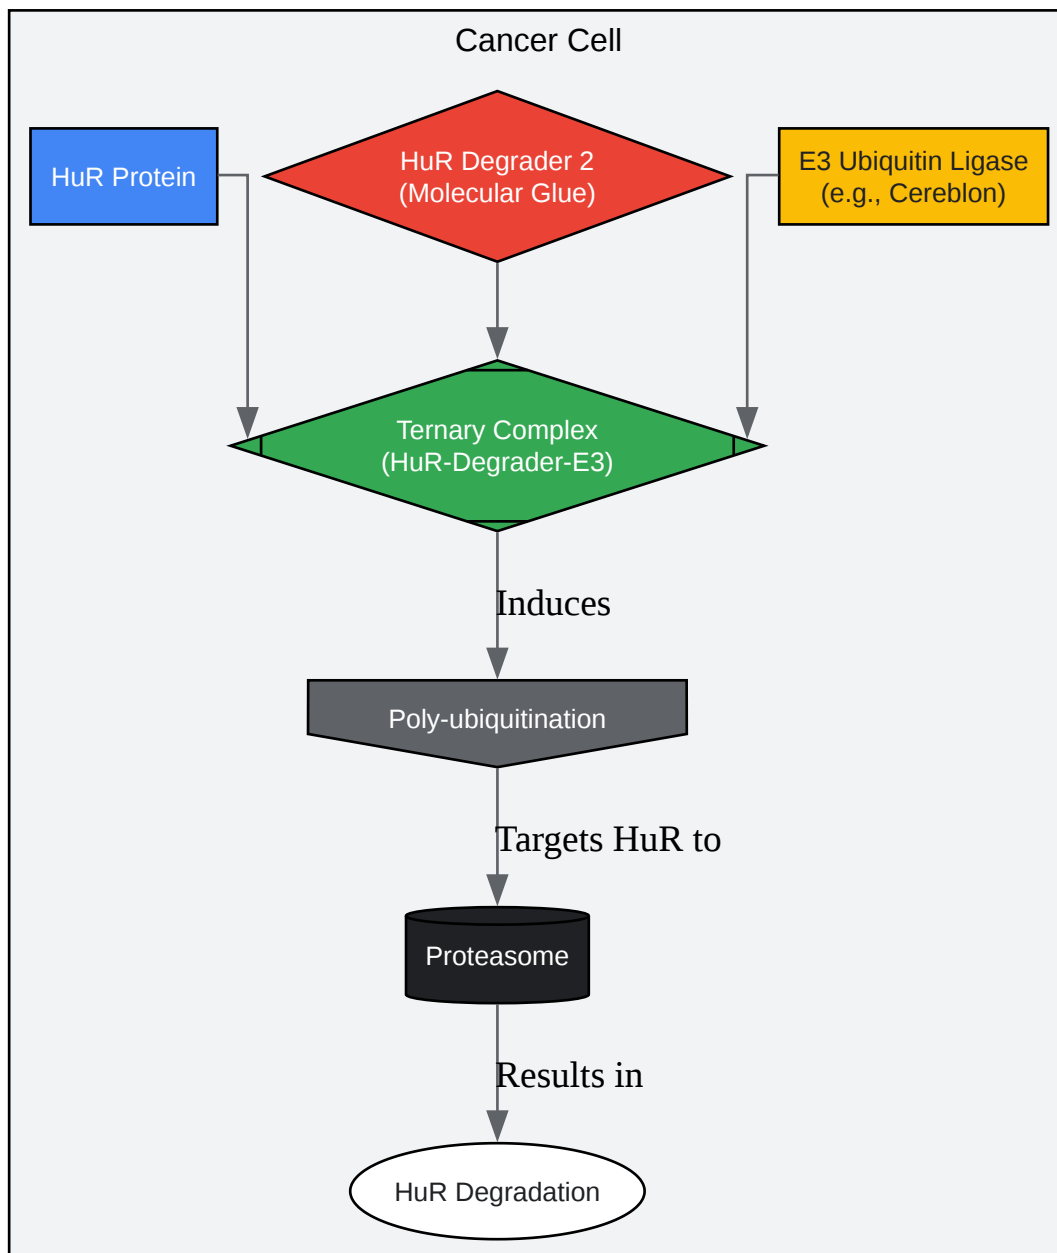 Cancer Cell
HuR Protein
HuR Degrader 2
(Molecular Glue)
E3 Ubiquitin Ligase
(e.g., Cereblon)
Ternary Complex
(HuR-Degrader-E3)
Induces
Poly-ubiquitination
Targets HuR to
Proteasome
Results in
HuR Degradation